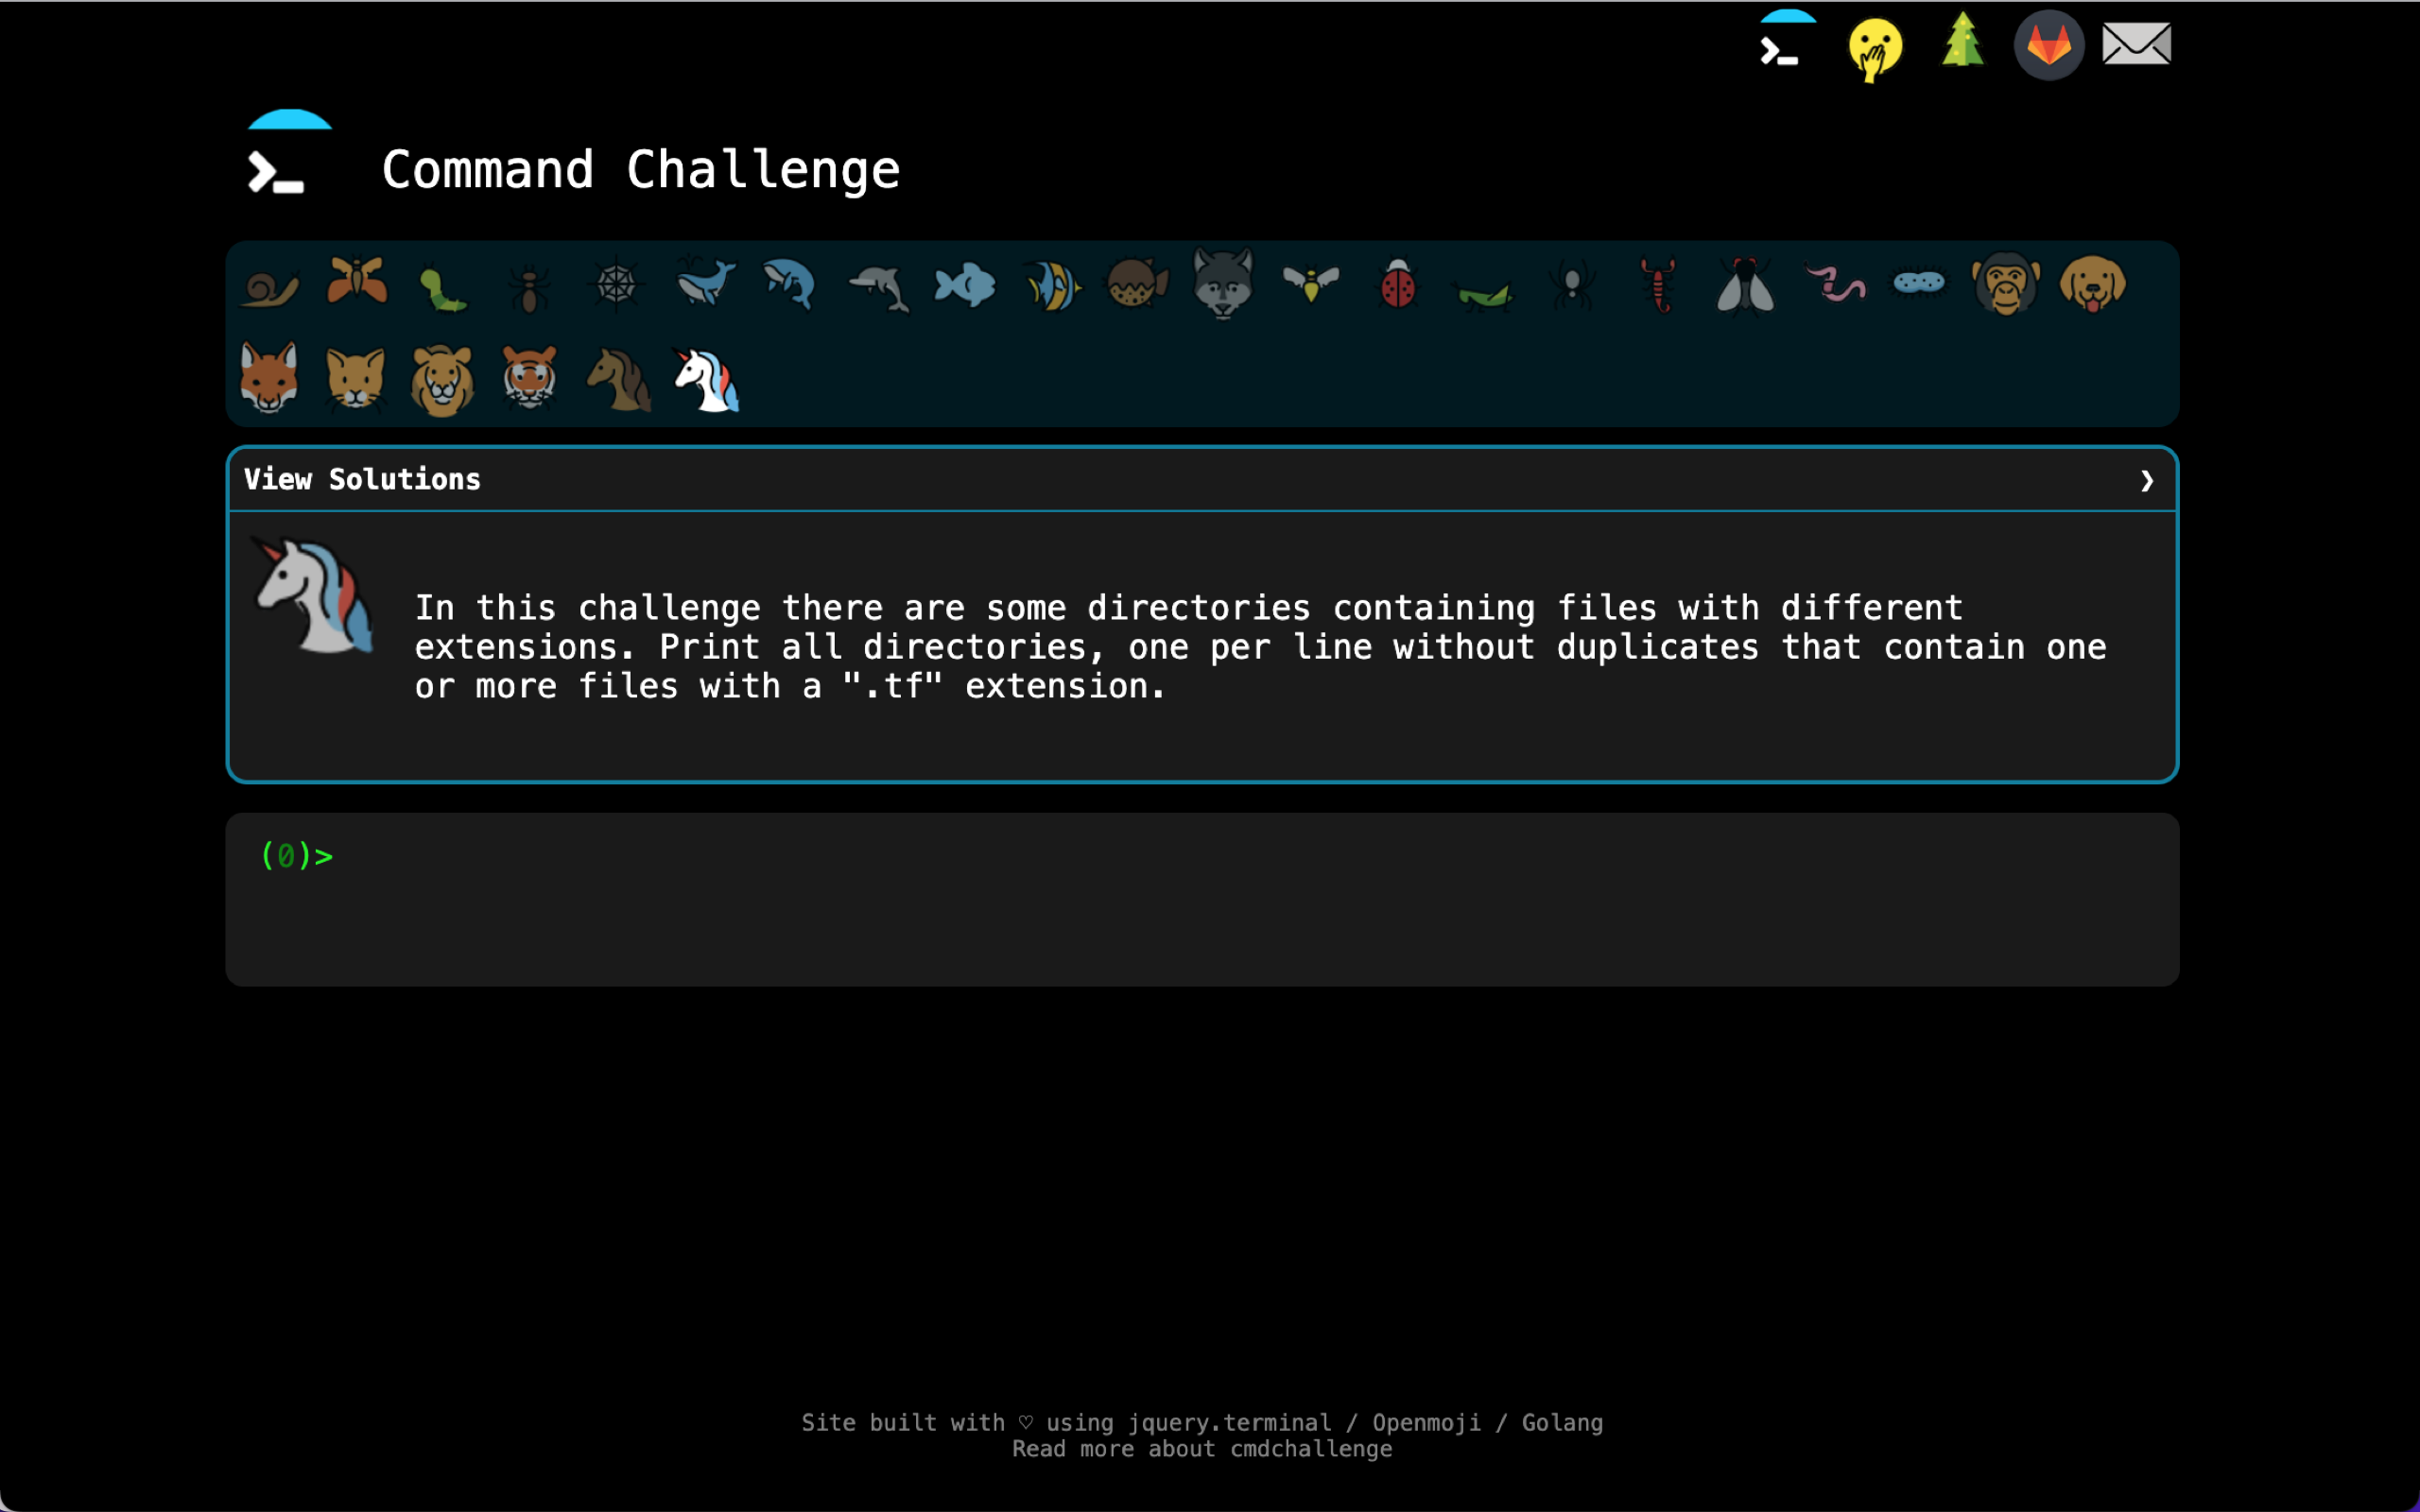 Command Challenge
View Solutions ❯
In this challenge there are some directories containing files with different
extensions. Print all directories, one per line without duplicates that contain one
or more files with a ".tf" extension.
(0)>
Site built with ♡ using jquery.terminal / Openmoji / Golang
Read more about cmdchallenge